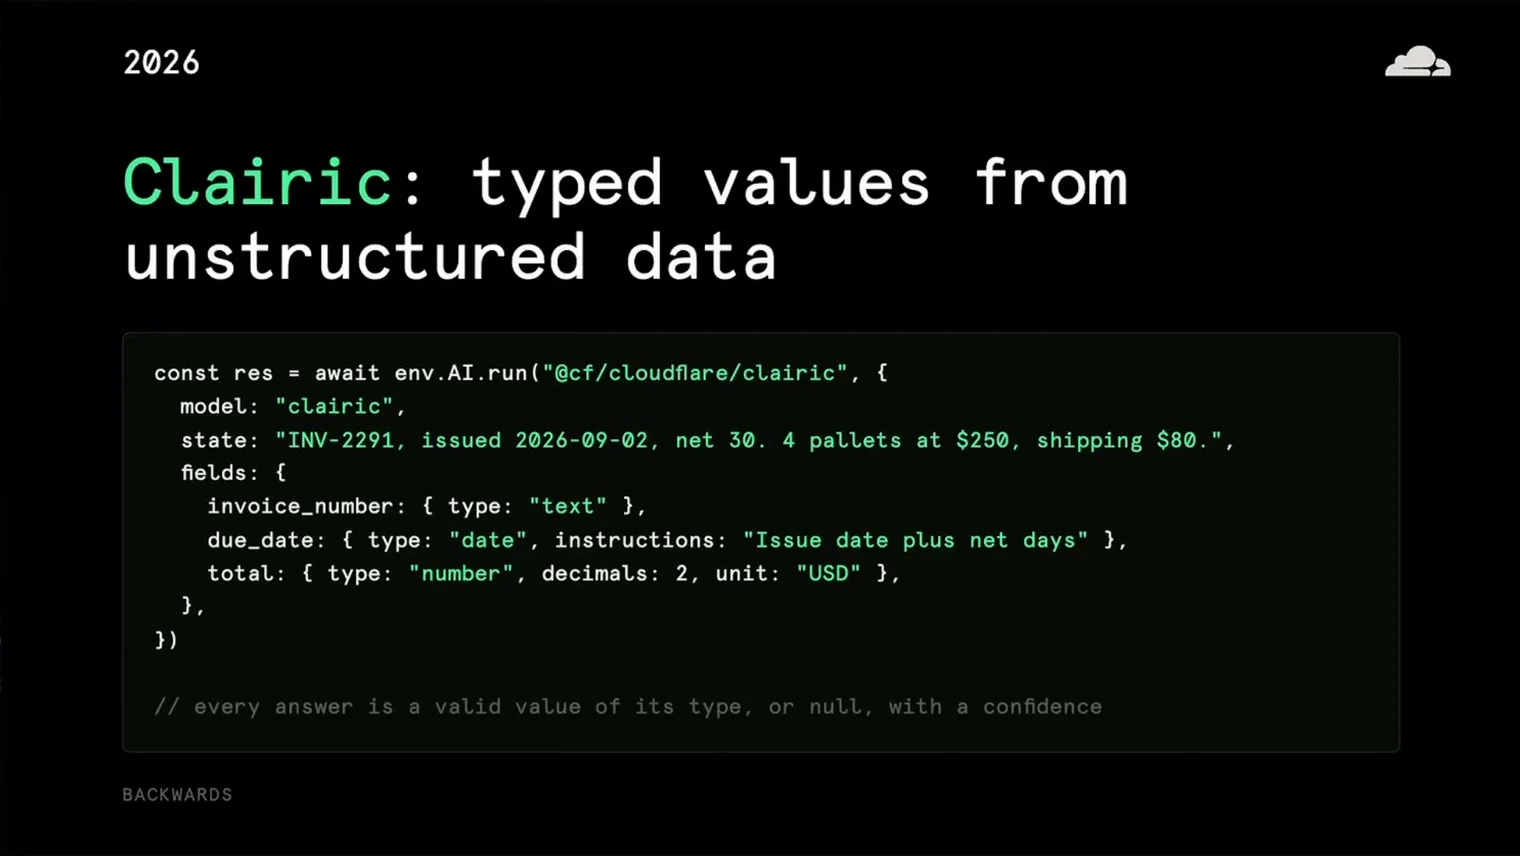 2026
Clairic: typed values from
unstructured data
const res = await env.AI.run("@cf/cloudflare/clairic", {
  model: "clairic",
  state: "INV-2291, issued 2026-09-02, net 30. 4 pallets at $250, shipping $80.",
  fields: {
    invoice_number: { type: "text" },
    due_date: { type: "date", instructions: "Issue date plus net days" },
    total: { type: "number", decimals: 2, unit: "USD" },
  },
})
// every answer is a valid value of its type, or null, with a confidence
BACKWARDS